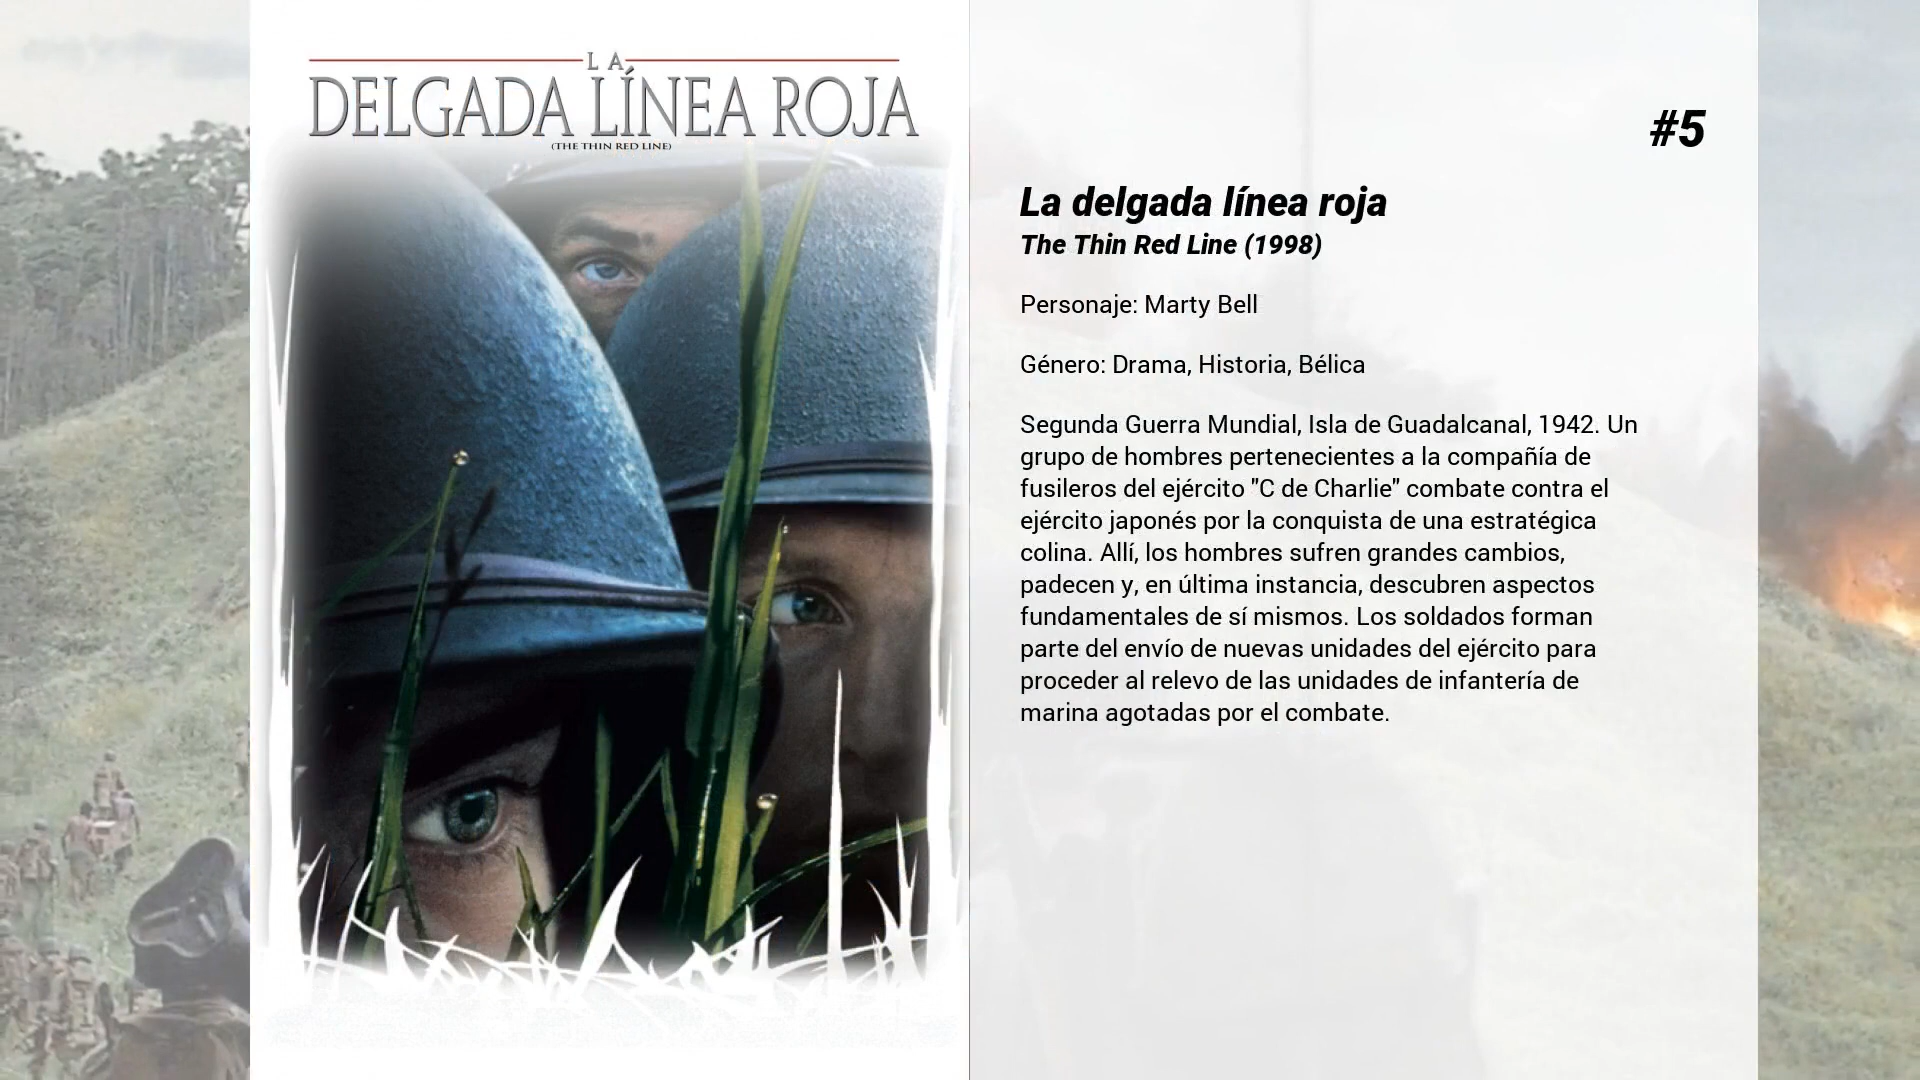 LA
DELGADA LÍNEA ROJA
(THE THIN RED LINE)
#5
La delgada línea roja
The Thin Red Line (1998)
Personaje: Marty Bell
Género: Drama, Historia, Bélica
Segunda Guerra Mundial, Isla de Guadalcanal, 1942. Un
grupo de hombres pertenecientes a la compañía de
fusileros del ejército "C de Charlie" combate contra el
ejército japonés por la conquista de una estratégica
colina. Allí, los hombres sufren grandes cambios,
padecen y, en última instancia, descubren aspectos
fundamentales de sí mismos. Los soldados forman
parte del envío de nuevas unidades del ejército para
proceder al relevo de las unidades de infantería de
marina agotadas por el combate.